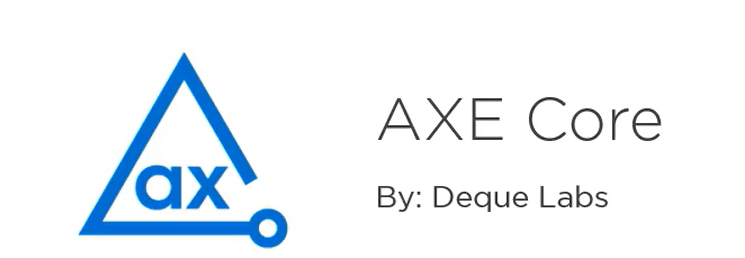 ax
AXE Core
By: Deque Labs